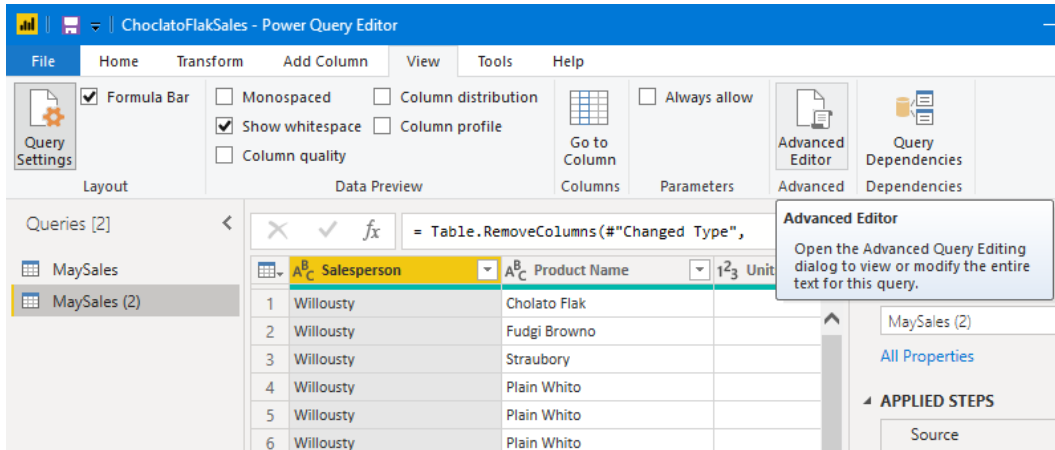 ChoclatoFlakSales - Power Query Editor
File Home Transform Add Column View Tools Help
Formula Bar Monospaced Column distribution Always allow
Show whitespace Column profile
Query Settings Column quality Go to Column Advanced Editor Query Dependencies
Layout Data Preview Columns Parameters Advanced Dependencies
Queries [2] fx = Table.RemoveColumns(#"Changed Type", Advanced Editor
Open the Advanced Query Editing
dialog to view or modify the entire
text for this query.
MaySales ABC Salesperson ABC Product Name 123 Unit
MaySales (2) 1 Willousty Cholato Flak
2 Willousty Fudgi Browno MaySales (2)
3 Willousty Straubory All Properties
4 Willousty Plain Whito
5 Willousty Plain Whito APPLIED STEPS
6 Willousty Plain Whito Source